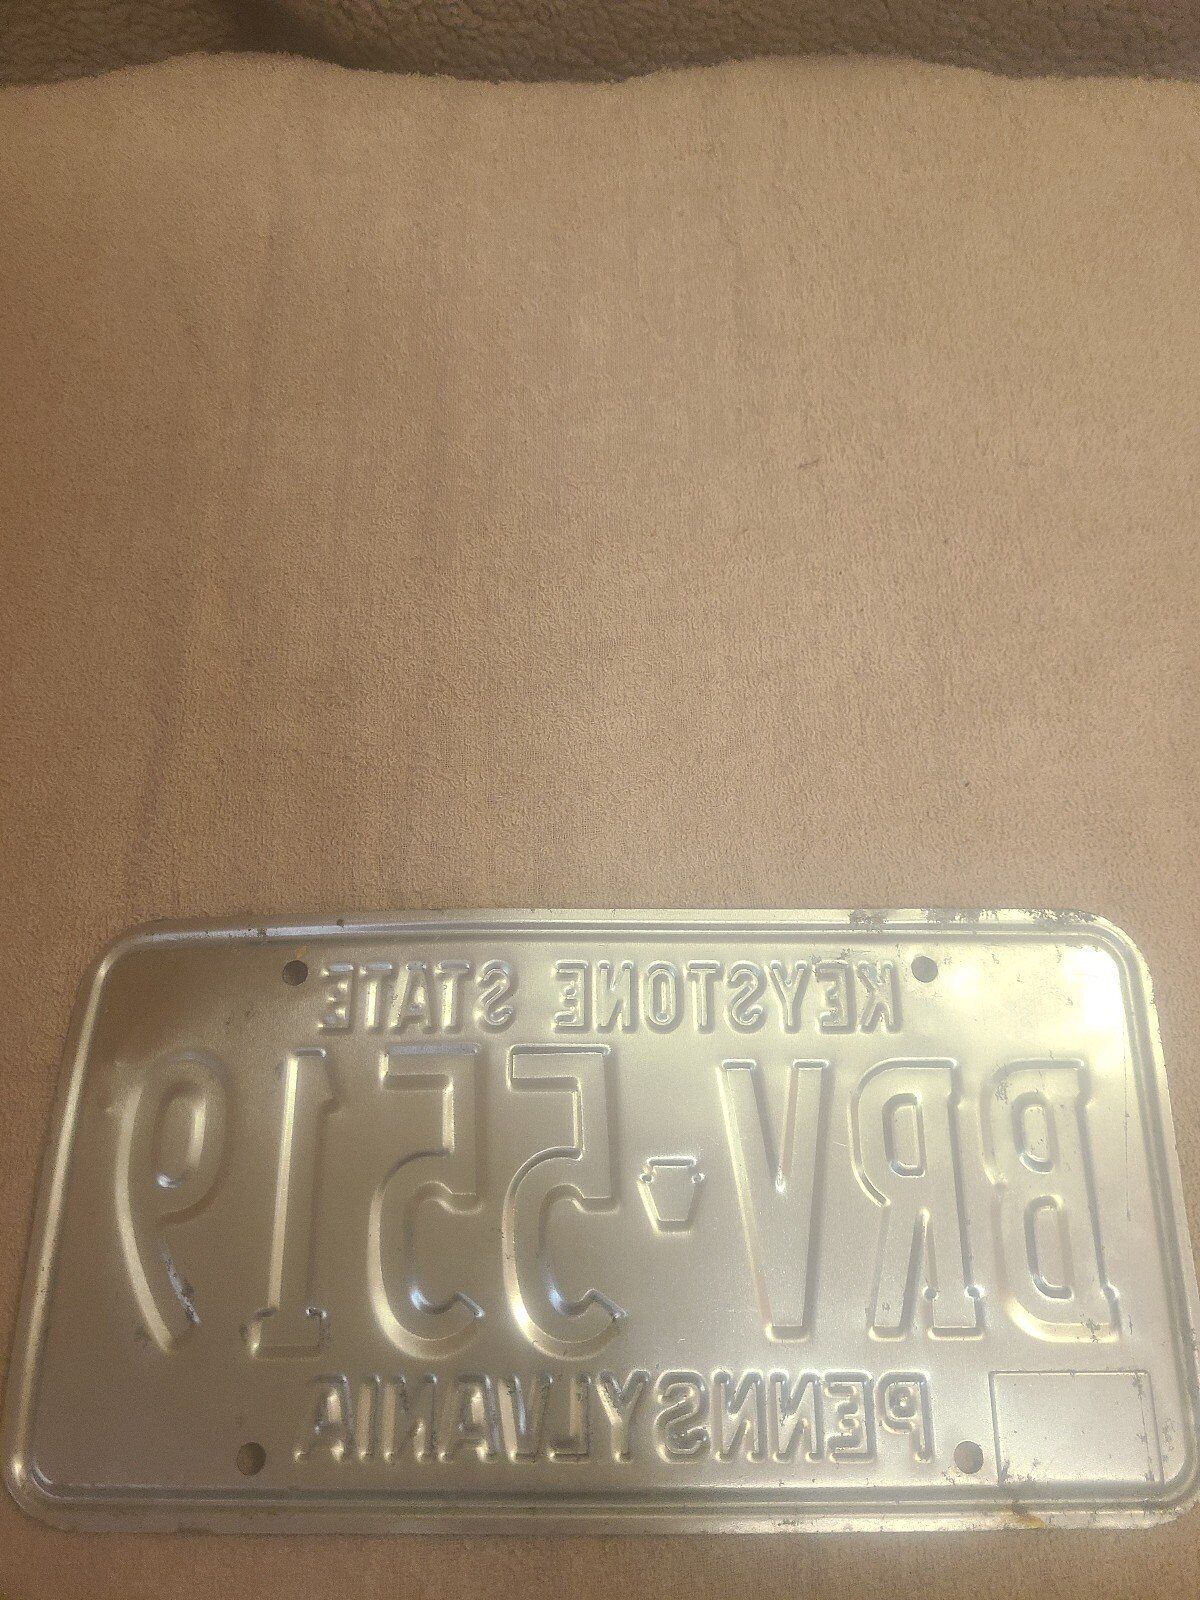 KEYSTONE STATE
BRV-5519
PENNSYLVANIA